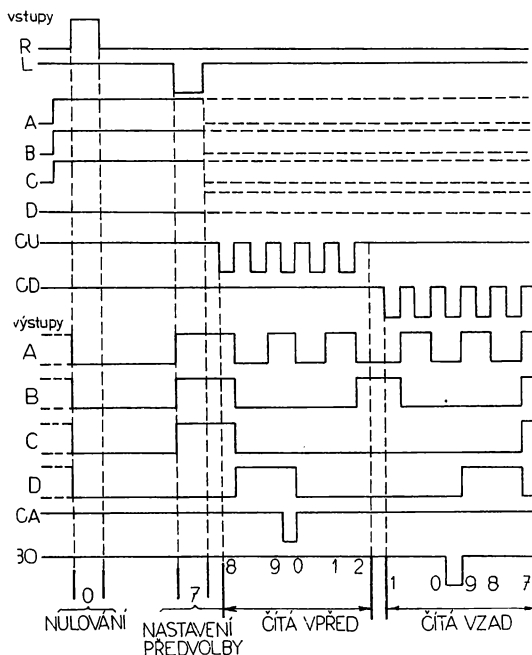 vstupy
R
L
A
B
C
D
CU
CD
výstupy
A
B
C
D
CA
BO
8 9 0 1 2 1 0 9 8 7
0 7
NULOVÁNÍ NASTAVENÍ PŘEDVOLBY ČÍTÁ VPŘED ČÍTÁ VZAD